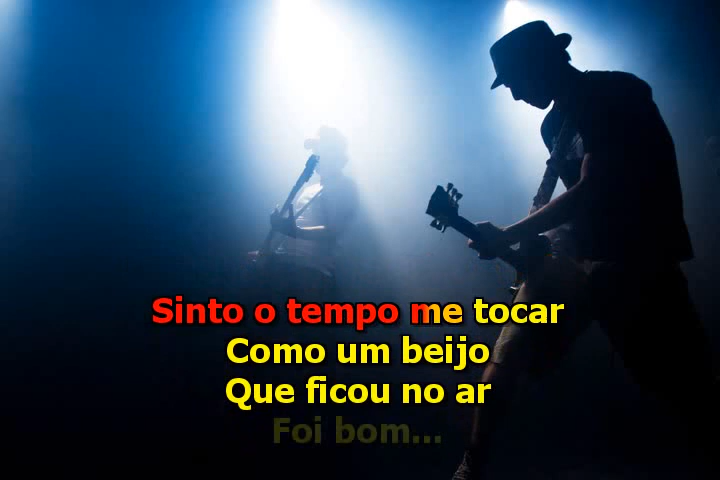 Sinto o tempo me tocar
Como um beijo
Que ficou no ar
Foi bom...